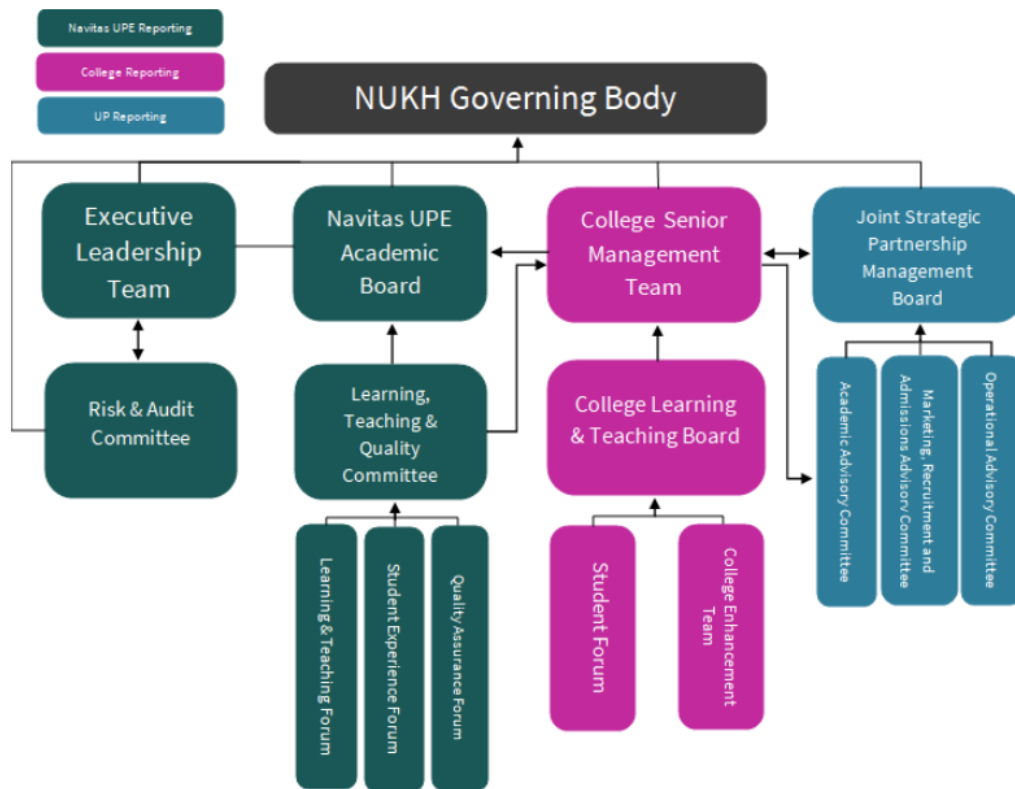 Navitas UPE Reporting
College Reporting
UP Reporting
NUKH Governing Body
Executive
Leadership
Team
Navitas UPE
Academic
Board
College Senior
Management
Team
Joint Strategic
Partnership
Management
Board
Risk & Audit
Committee
Learning,
Teaching &
Quality
Committee
College Learning
& Teaching Board
Academic Advisory Committee
Marketing, Recruitment and
Admissions Advisory Committee
Operational Advisory Committee
Learning & Teaching Forum
Student Experience Forum
Quality Assurance Forum
Student Forum
College Enhancement
Team